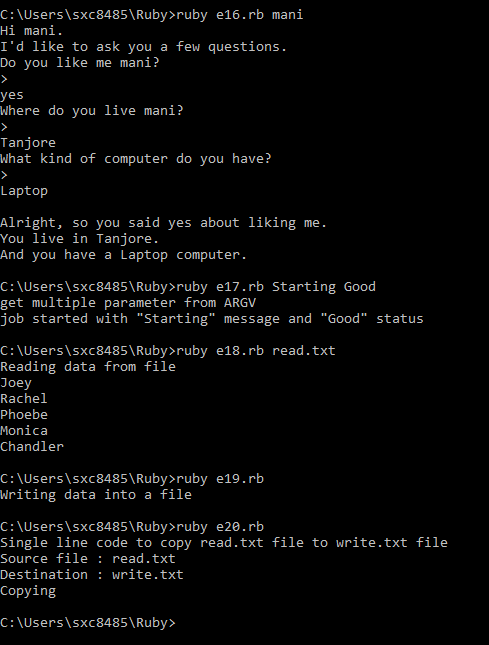 C:\Users\sxc8485\Ruby>ruby e16.rb mani
Hi mani.
I'd like to ask you a few questions.
Do you like me mani?
>
yes
Where do you live mani?
>
Tanjore
What kind of computer do you have?
>
Laptop

Alright, so you said yes about liking me.
You live in Tanjore.
And you have a Laptop computer.

C:\Users\sxc8485\Ruby>ruby e17.rb Starting Good
get multiple parameter from ARGV
job started with "Starting" message and "Good" status

C:\Users\sxc8485\Ruby>ruby e18.rb read.txt
Reading data from file
Joey
Rachel
Phoebe
Monica
Chandler

C:\Users\sxc8485\Ruby>ruby e19.rb
Writing data into a file

C:\Users\sxc8485\Ruby>ruby e20.rb
Single line code to copy read.txt file to write.txt file
Source file : read.txt
Destination : write.txt
Copying

C:\Users\sxc8485\Ruby>